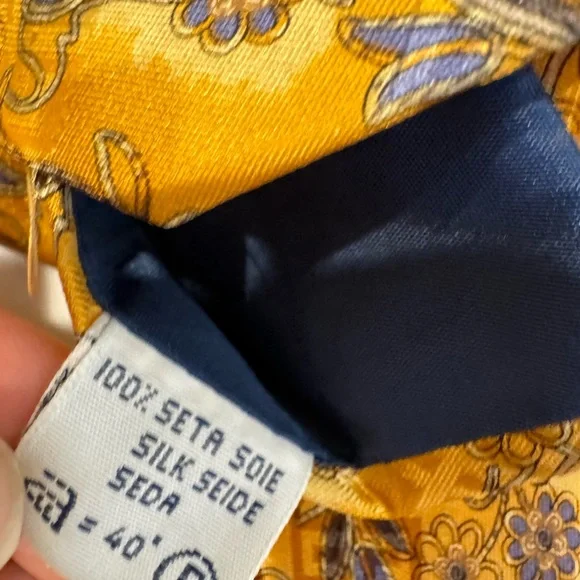 100% SETA SOIE
SILK SEIDE
SEDA
= 40° P